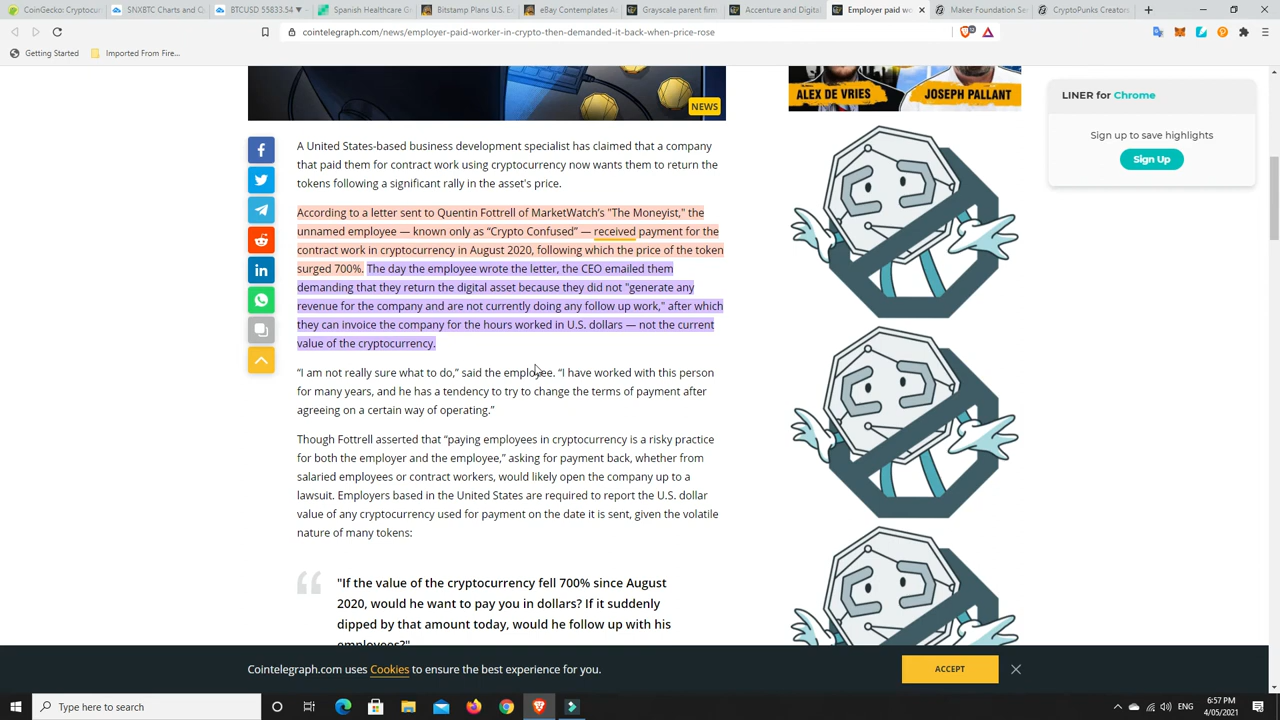 CoinGecko: Cryptocurr
SNXBTC Charts and Q
BTCUSD 55833.54 ▼
Spanish Healthcare G
Bitstamp Plans U.S. Ex
eBay Contemplates A
Grayscale parent firm
Accenture and Digital
Employer paid wo
Maker Foundation Se
CryptoPunks Creators
cointelegraph.com/news/employer-paid-worker-in-crypto-then-demanded-it-back-when-price-rose
Getting Started
Imported From Fire...
NEWS
ALEX DE VRIES
JOSEPH PALLANT
LINER for Chrome
Sign up to save highlights
Sign Up
A United States-based business development specialist has claimed that a company
that paid them for contract work using cryptocurrency now wants them to return the
tokens following a significant rally in the asset's price.
According to a letter sent to Quentin Fottrell of MarketWatch’s "The Moneyist," the
unnamed employee — known only as “Crypto Confused” — received payment for the
contract work in cryptocurrency in August 2020, following which the price of the token
surged 700%. The day the employee wrote the letter, the CEO emailed them
demanding that they return the digital asset because they did not "generate any
revenue for the company and are not currently doing any follow up work," after which
they can invoice the company for the hours worked in U.S. dollars — not the current
value of the cryptocurrency.
“I am not really sure what to do,” said the employee. “I have worked with this person
for many years, and he has a tendency to try to change the terms of payment after
agreeing on a certain way of operating.”
Though Fottrell asserted that “paying employees in cryptocurrency is a risky practice
for both the employer and the employee,” asking for payment back, whether from
salaried employees or contract workers, would likely open the company up to a
lawsuit. Employers based in the United States are required to report the U.S. dollar
value of any cryptocurrency used for payment on the date it is sent, given the volatile
nature of many tokens:
"If the value of the cryptocurrency fell 700% since August
2020, would he want to pay you in dollars? If it suddenly
dipped by that amount today, would he follow up with his
employees?"
Cointelegraph.com uses Cookies to ensure the best experience for you.
ACCEPT
Type here to search
ENG
6:57 PM
4/05/2021